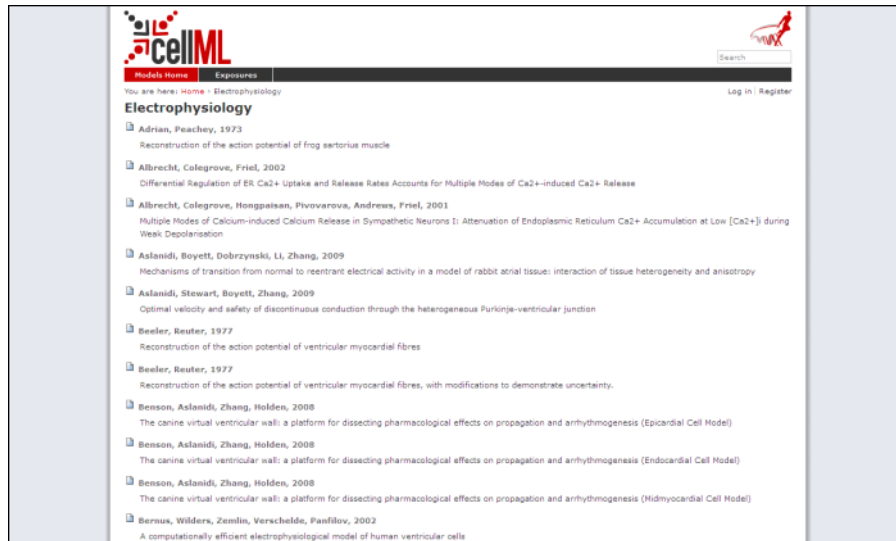 cellML
Search
Models Home Exposures
You are here: Home › Electrophysiology
Log in | Register
Electrophysiology
Adrian, Peachey, 1973
Reconstruction of the action potential of frog sartorius muscle
Albrecht, Colegrove, Friel, 2002
Differential Regulation of ER Ca2+ Uptake and Release Rates Accounts for Multiple Modes of Ca2+-induced Ca2+ Release
Albrecht, Colegrove, Hongpaisan, Pivovarova, Andrews, Friel, 2001
Multiple Modes of Calcium-induced Calcium Release in Sympathetic Neurons I: Attenuation of Endoplasmic Reticulum Ca2+ Accumulation at Low [Ca2+]i during
Weak Depolarisation
Aslanidi, Boyett, Dobrzynski, Li, Zhang, 2009
Mechanisms of transition from normal to reentrant electrical activity in a model of rabbit atrial tissue: interaction of tissue heterogeneity and anisotropy
Aslanidi, Stewart, Boyett, Zhang, 2009
Optimal velocity and safety of discontinuous conduction through the heterogeneous Purkinje-ventricular junction
Beeler, Reuter, 1977
Reconstruction of the action potential of ventricular myocardial fibres
Beeler, Reuter, 1977
Reconstruction of the action potential of ventricular myocardial fibres, with modifications to demonstrate uncertainty.
Benson, Aslanidi, Zhang, Holden, 2008
The canine virtual ventricular wall: a platform for dissecting pharmacological effects on propagation and arrhythmogenesis (Epicardial Cell Model)
Benson, Aslanidi, Zhang, Holden, 2008
The canine virtual ventricular wall: a platform for dissecting pharmacological effects on propagation and arrhythmogenesis (Endocardial Cell Model)
Benson, Aslanidi, Zhang, Holden, 2008
The canine virtual ventricular wall: a platform for dissecting pharmacological effects on propagation and arrhythmogenesis (Midmyocardial Cell Model)
Bernus, Wilders, Zemlin, Verschelde, Panfilov, 2002
A computationally efficient electrophysiological model of human ventricular cells